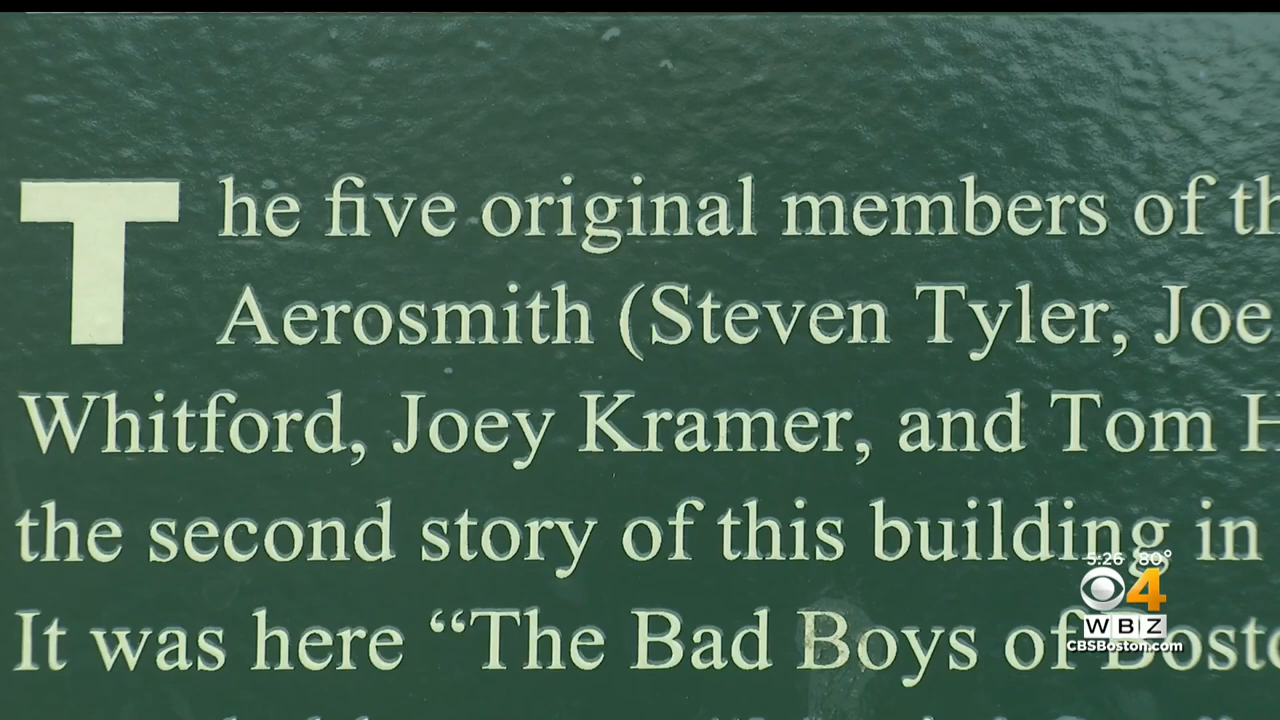 The five original members of th
Aerosmith (Steven Tyler, Joe
Whitford, Joey Kramer, and Tom H
the second story of this building in
It was here “The Bad Boys of Bosto
5:26 80°
4
WBZ
CBSBoston.com